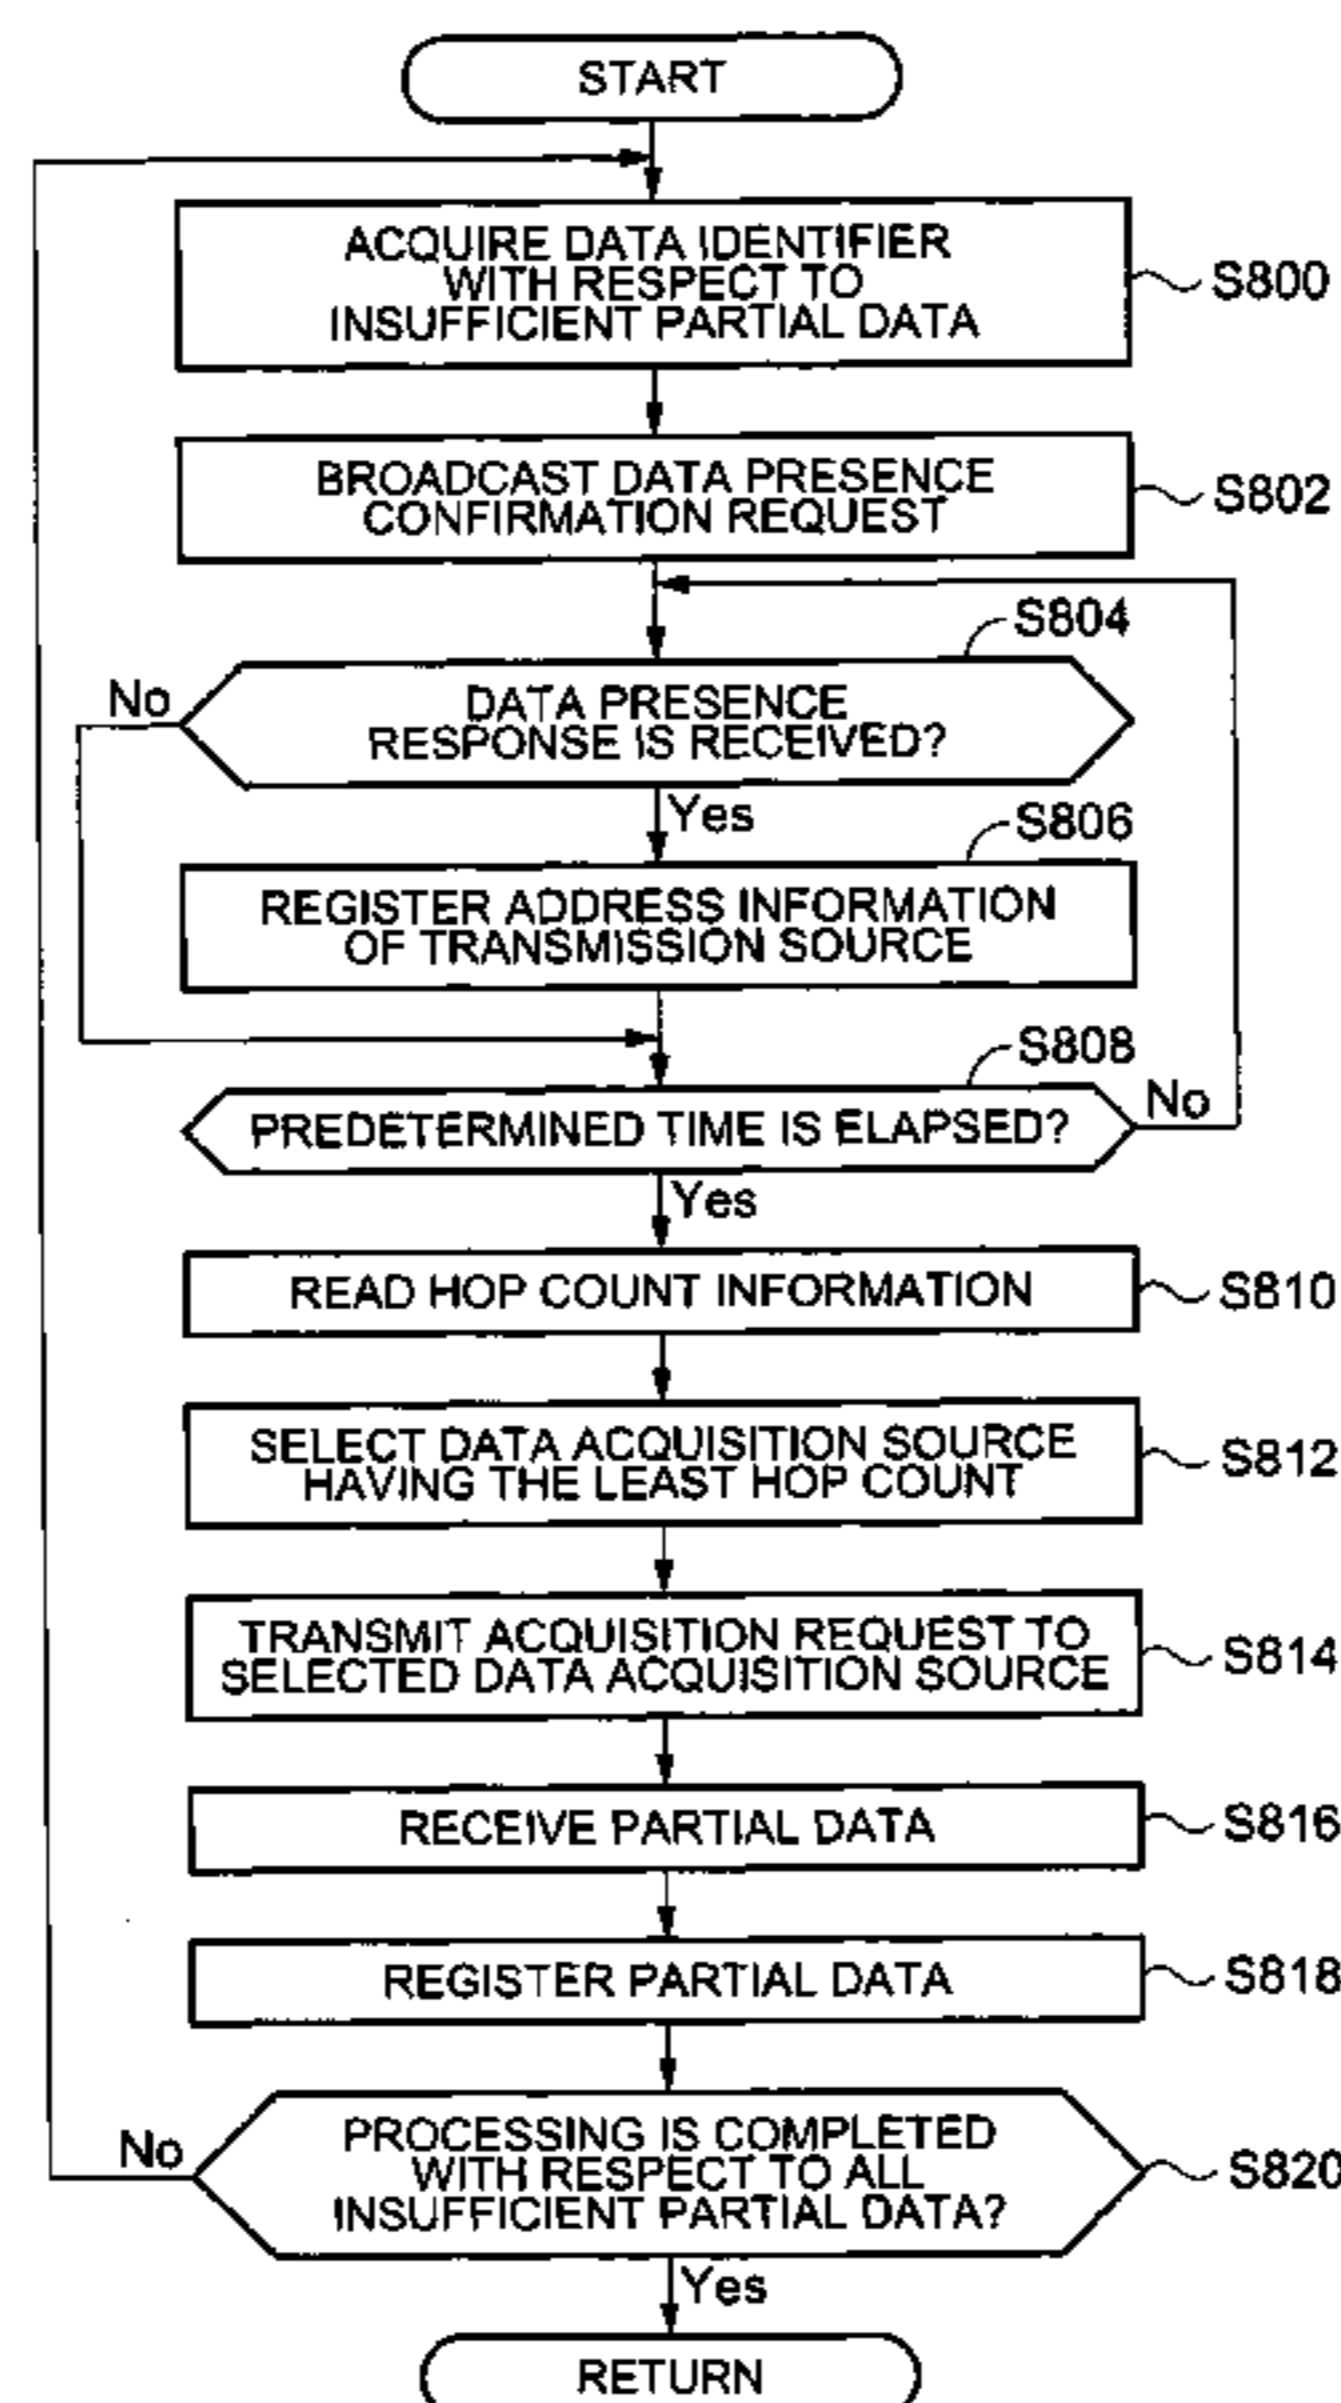 START
ACQUIRE DATA IDENTIFIER
WITH RESPECT TO
INSUFFICIENT PARTIAL DATA
S800
BROADCAST DATA PRESENCE
CONFIRMATION REQUEST
S802
S804
No
DATA PRESENCE
RESPONSE IS RECEIVED?
Yes
S806
REGISTER ADDRESS INFORMATION
OF TRANSMISSION SOURCE
S808
PREDETERMINED TIME IS ELAPSED?
No
Yes
READ HOP COUNT INFORMATION
S810
SELECT DATA ACQUISITION SOURCE
HAVING THE LEAST HOP COUNT
S812
TRANSMIT ACQUISITION REQUEST TO
SELECTED DATA ACQUISITION SOURCE
S814
RECEIVE PARTIAL DATA
S816
REGISTER PARTIAL DATA
S818
No
PROCESSING IS COMPLETED
WITH RESPECT TO ALL
INSUFFICIENT PARTIAL DATA?
S820
Yes
RETURN